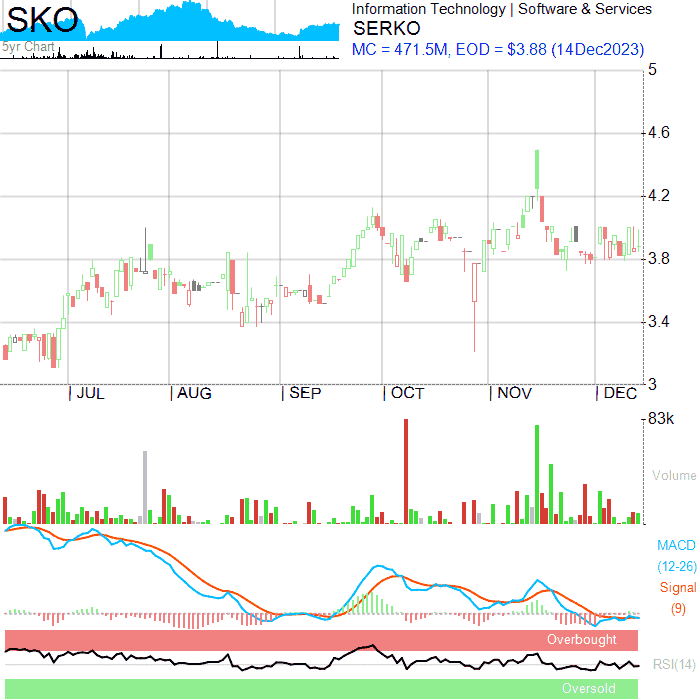 SKO
5yr Chart
Information Technology | Software & Services
SERKO
MC = 471.5M, EOD = $3.88 (14Dec2023)
5
4.6
4.2
3.8
3.4
3
| JUL | AUG | SEP | OCT | NOV | DEC
83k
Volume
MACD
(12-26)
Signal
(9)
Overbought
RSI(14)
Oversold